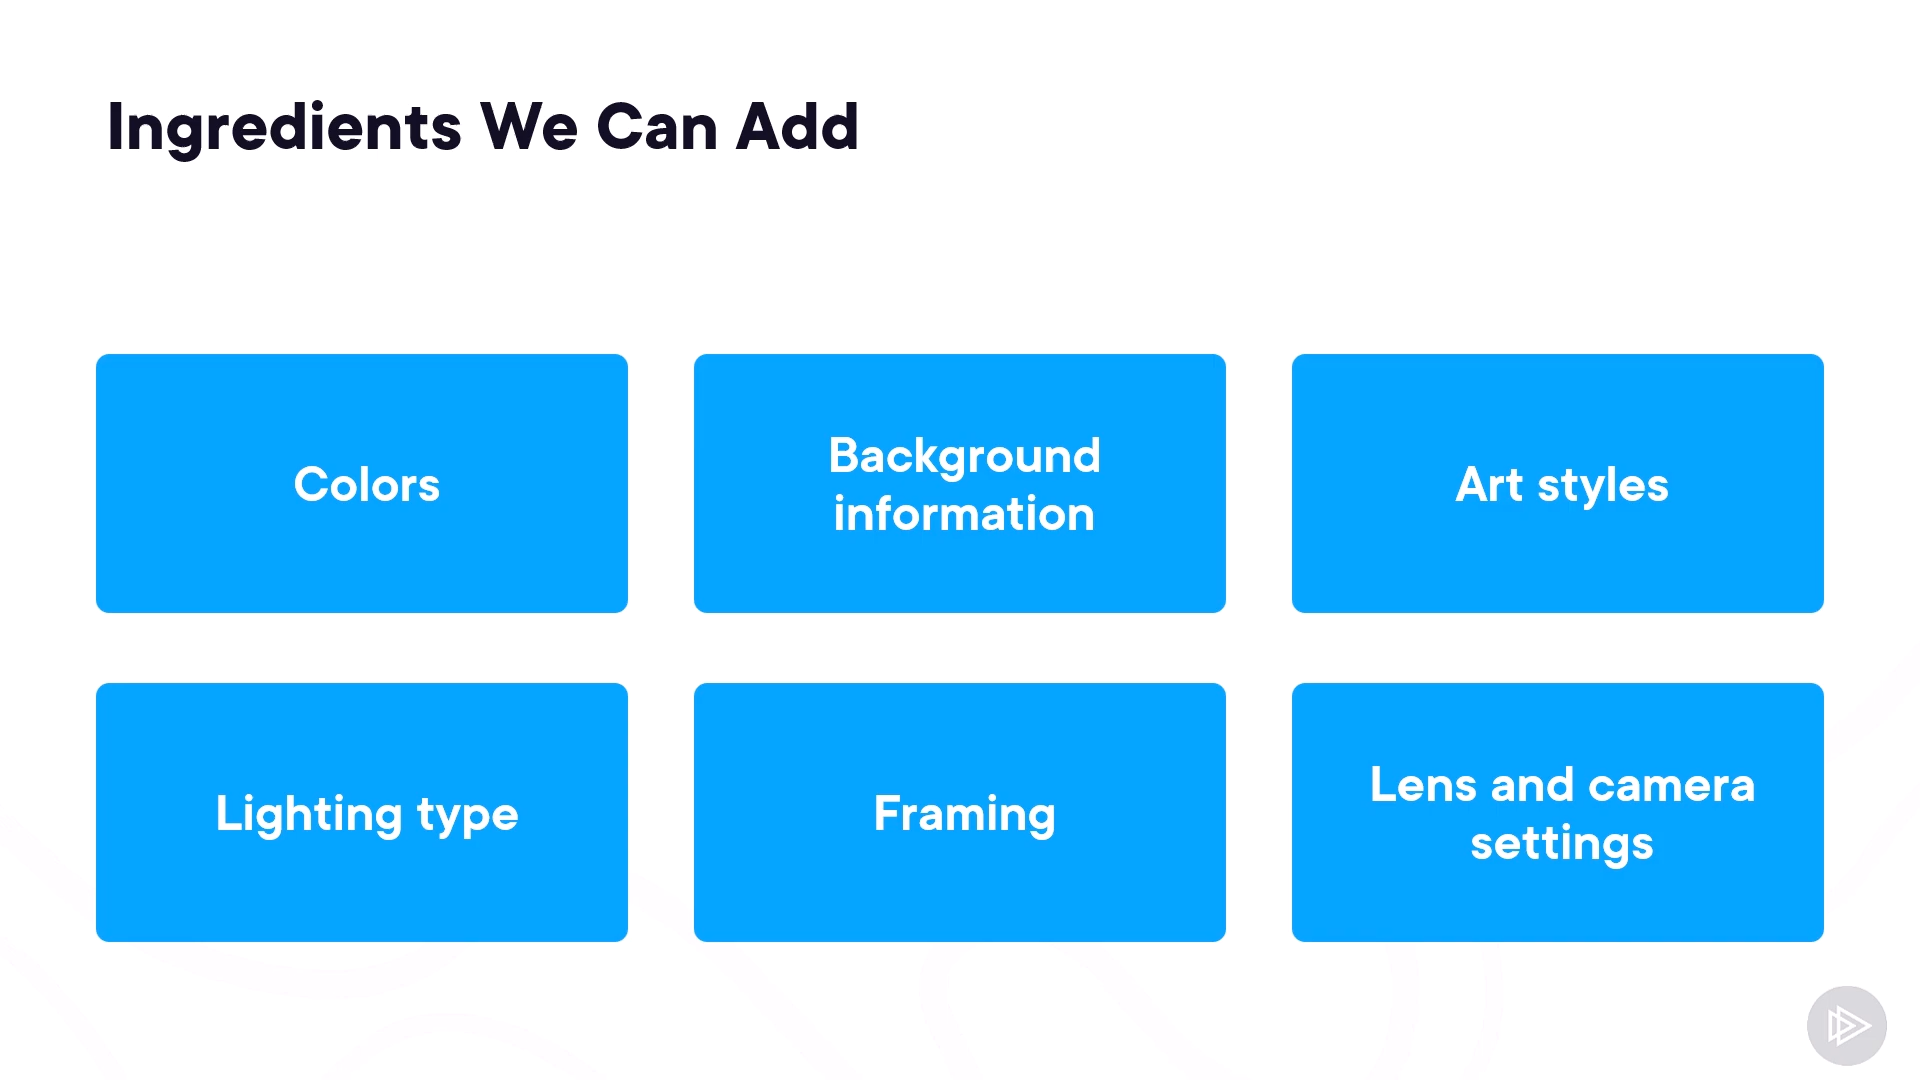 Ingredients We Can Add
Colors
Background
information
Art styles
Lighting type
Framing
Lens and camera
settings